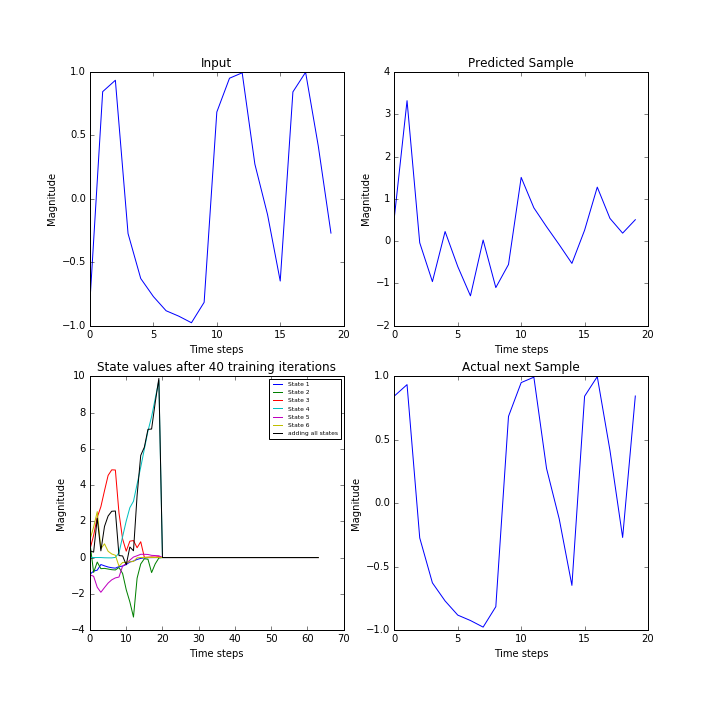 Input
1.0
0.5
0.0
−0.5
−1.0
Magnitude
0 5 10 15 20
Time steps
Predicted Sample
4
3
2
1
0
−1
−2
Magnitude
0 5 10 15 20
Time steps
State values after 40 training iterations
10
8
6
4
2
0
−2
−4
Magnitude
State 1
State 2
State 3
State 4
State 5
State 6
adding all states
0 10 20 30 40 50 60 70
Time steps
Actual next Sample
1.0
0.5
0.0
−0.5
−1.0
Magnitude
0 5 10 15 20
Time steps